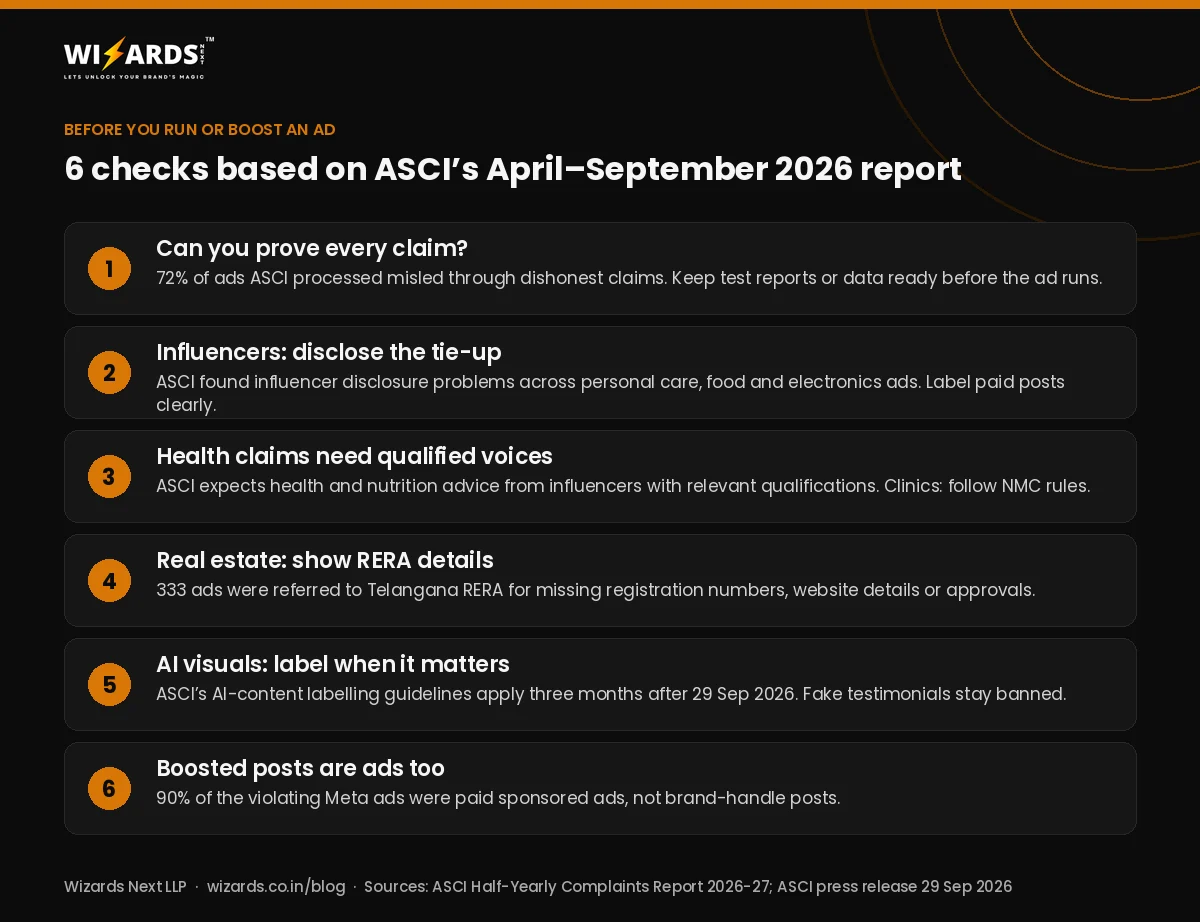 WIZARDS NEXT ™
LETS UNLOCK YOUR BRAND'S MAGIC
BEFORE YOU RUN OR BOOST AN AD
6 checks based on ASCI’s April–September 2026 report
1
Can you prove every claim?
72% of ads ASCI processed misled through dishonest claims. Keep test reports or data ready before the ad runs.
2
Influencers: disclose the tie-up
ASCI found influencer disclosure problems across personal care, food and electronics ads. Label paid posts
clearly.
3
Health claims need qualified voices
ASCI expects health and nutrition advice from influencers with relevant qualifications. Clinics: follow NMC rules.
4
Real estate: show RERA details
333 ads were referred to Telangana RERA for missing registration numbers, website details or approvals.
5
AI visuals: label when it matters
ASCI’s AI-content labelling guidelines apply three months after 29 Sep 2026. Fake testimonials stay banned.
6
Boosted posts are ads too
90% of the violating Meta ads were paid sponsored ads, not brand-handle posts.
Wizards Next LLP · wizards.co.in/blog · Sources: ASCI Half-Yearly Complaints Report 2026-27; ASCI press release 29 Sep 2026